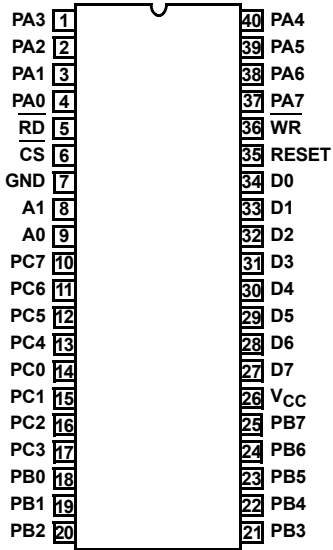 PA3 1 40 PA4
PA2 2 39 PA5
PA1 3 38 PA6
PA0 4 37 PA7
R̅D̅ 5 36 W̅R̅
C̅S̅ 6 35 RESET
GND 7 34 D0
A1 8 33 D1
A0 9 32 D2
PC7 10 31 D3
PC6 11 30 D4
PC5 12 29 D5
PC4 13 28 D6
PC0 14 27 D7
PC1 15 26 VCC
PC2 16 25 PB7
PC3 17 24 PB6
PB0 18 23 PB5
PB1 19 22 PB4
PB2 20 21 PB3